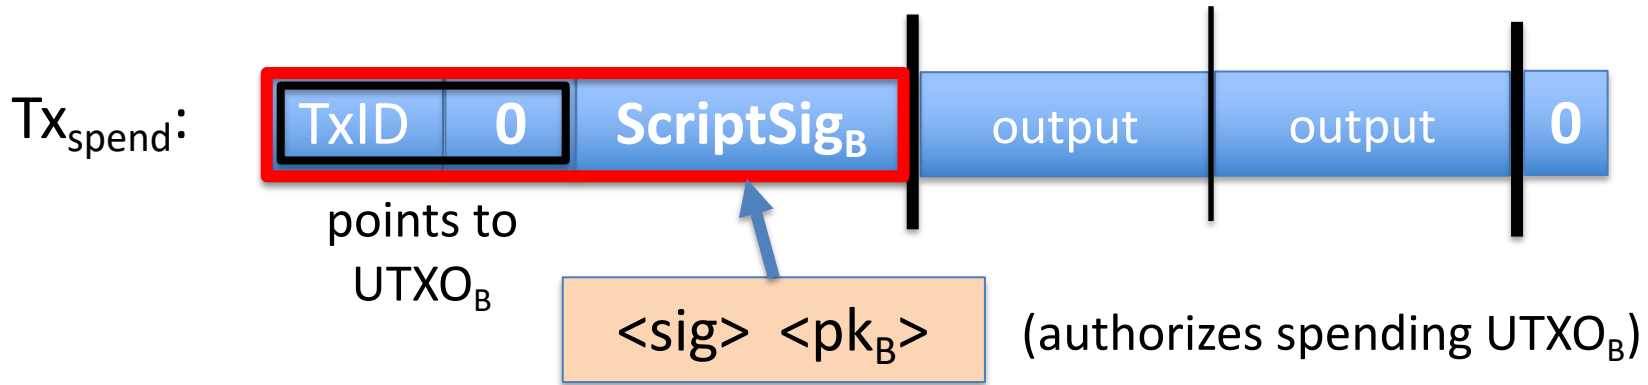 Tx_spend: TxID 0 ScriptSig_B output output 0
points to
UTXO_B
<sig> <pk_B> (authorizes spending UTXO_B)